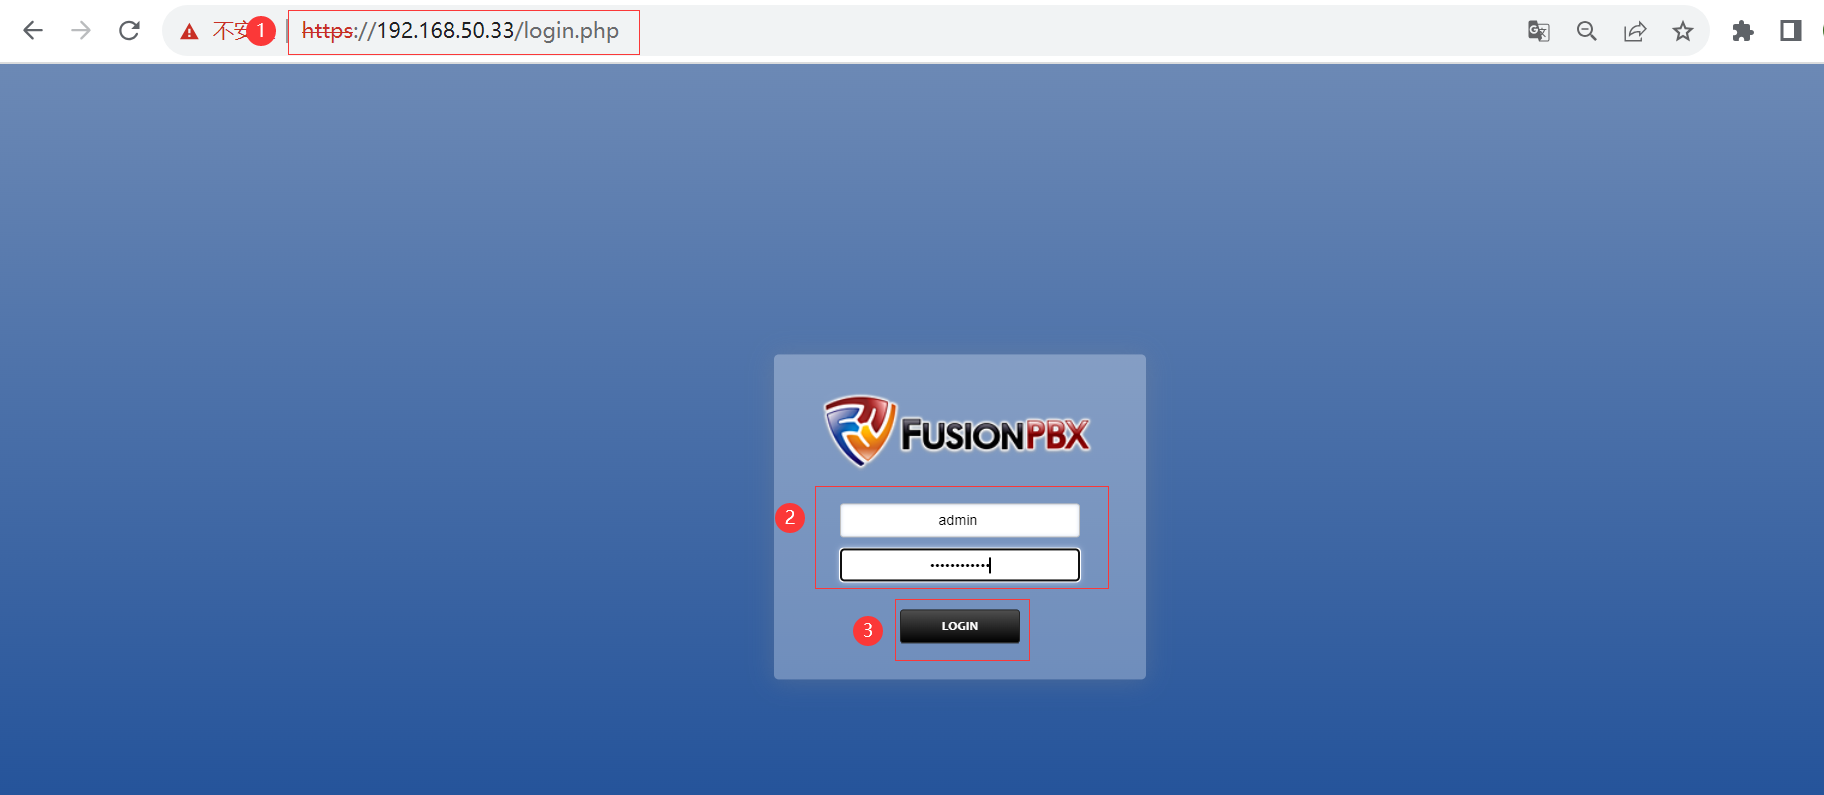 不安 1 https://192.168.50.33/login.php
FUSIONPBX
2 admin
••••••••••••
3 LOGIN